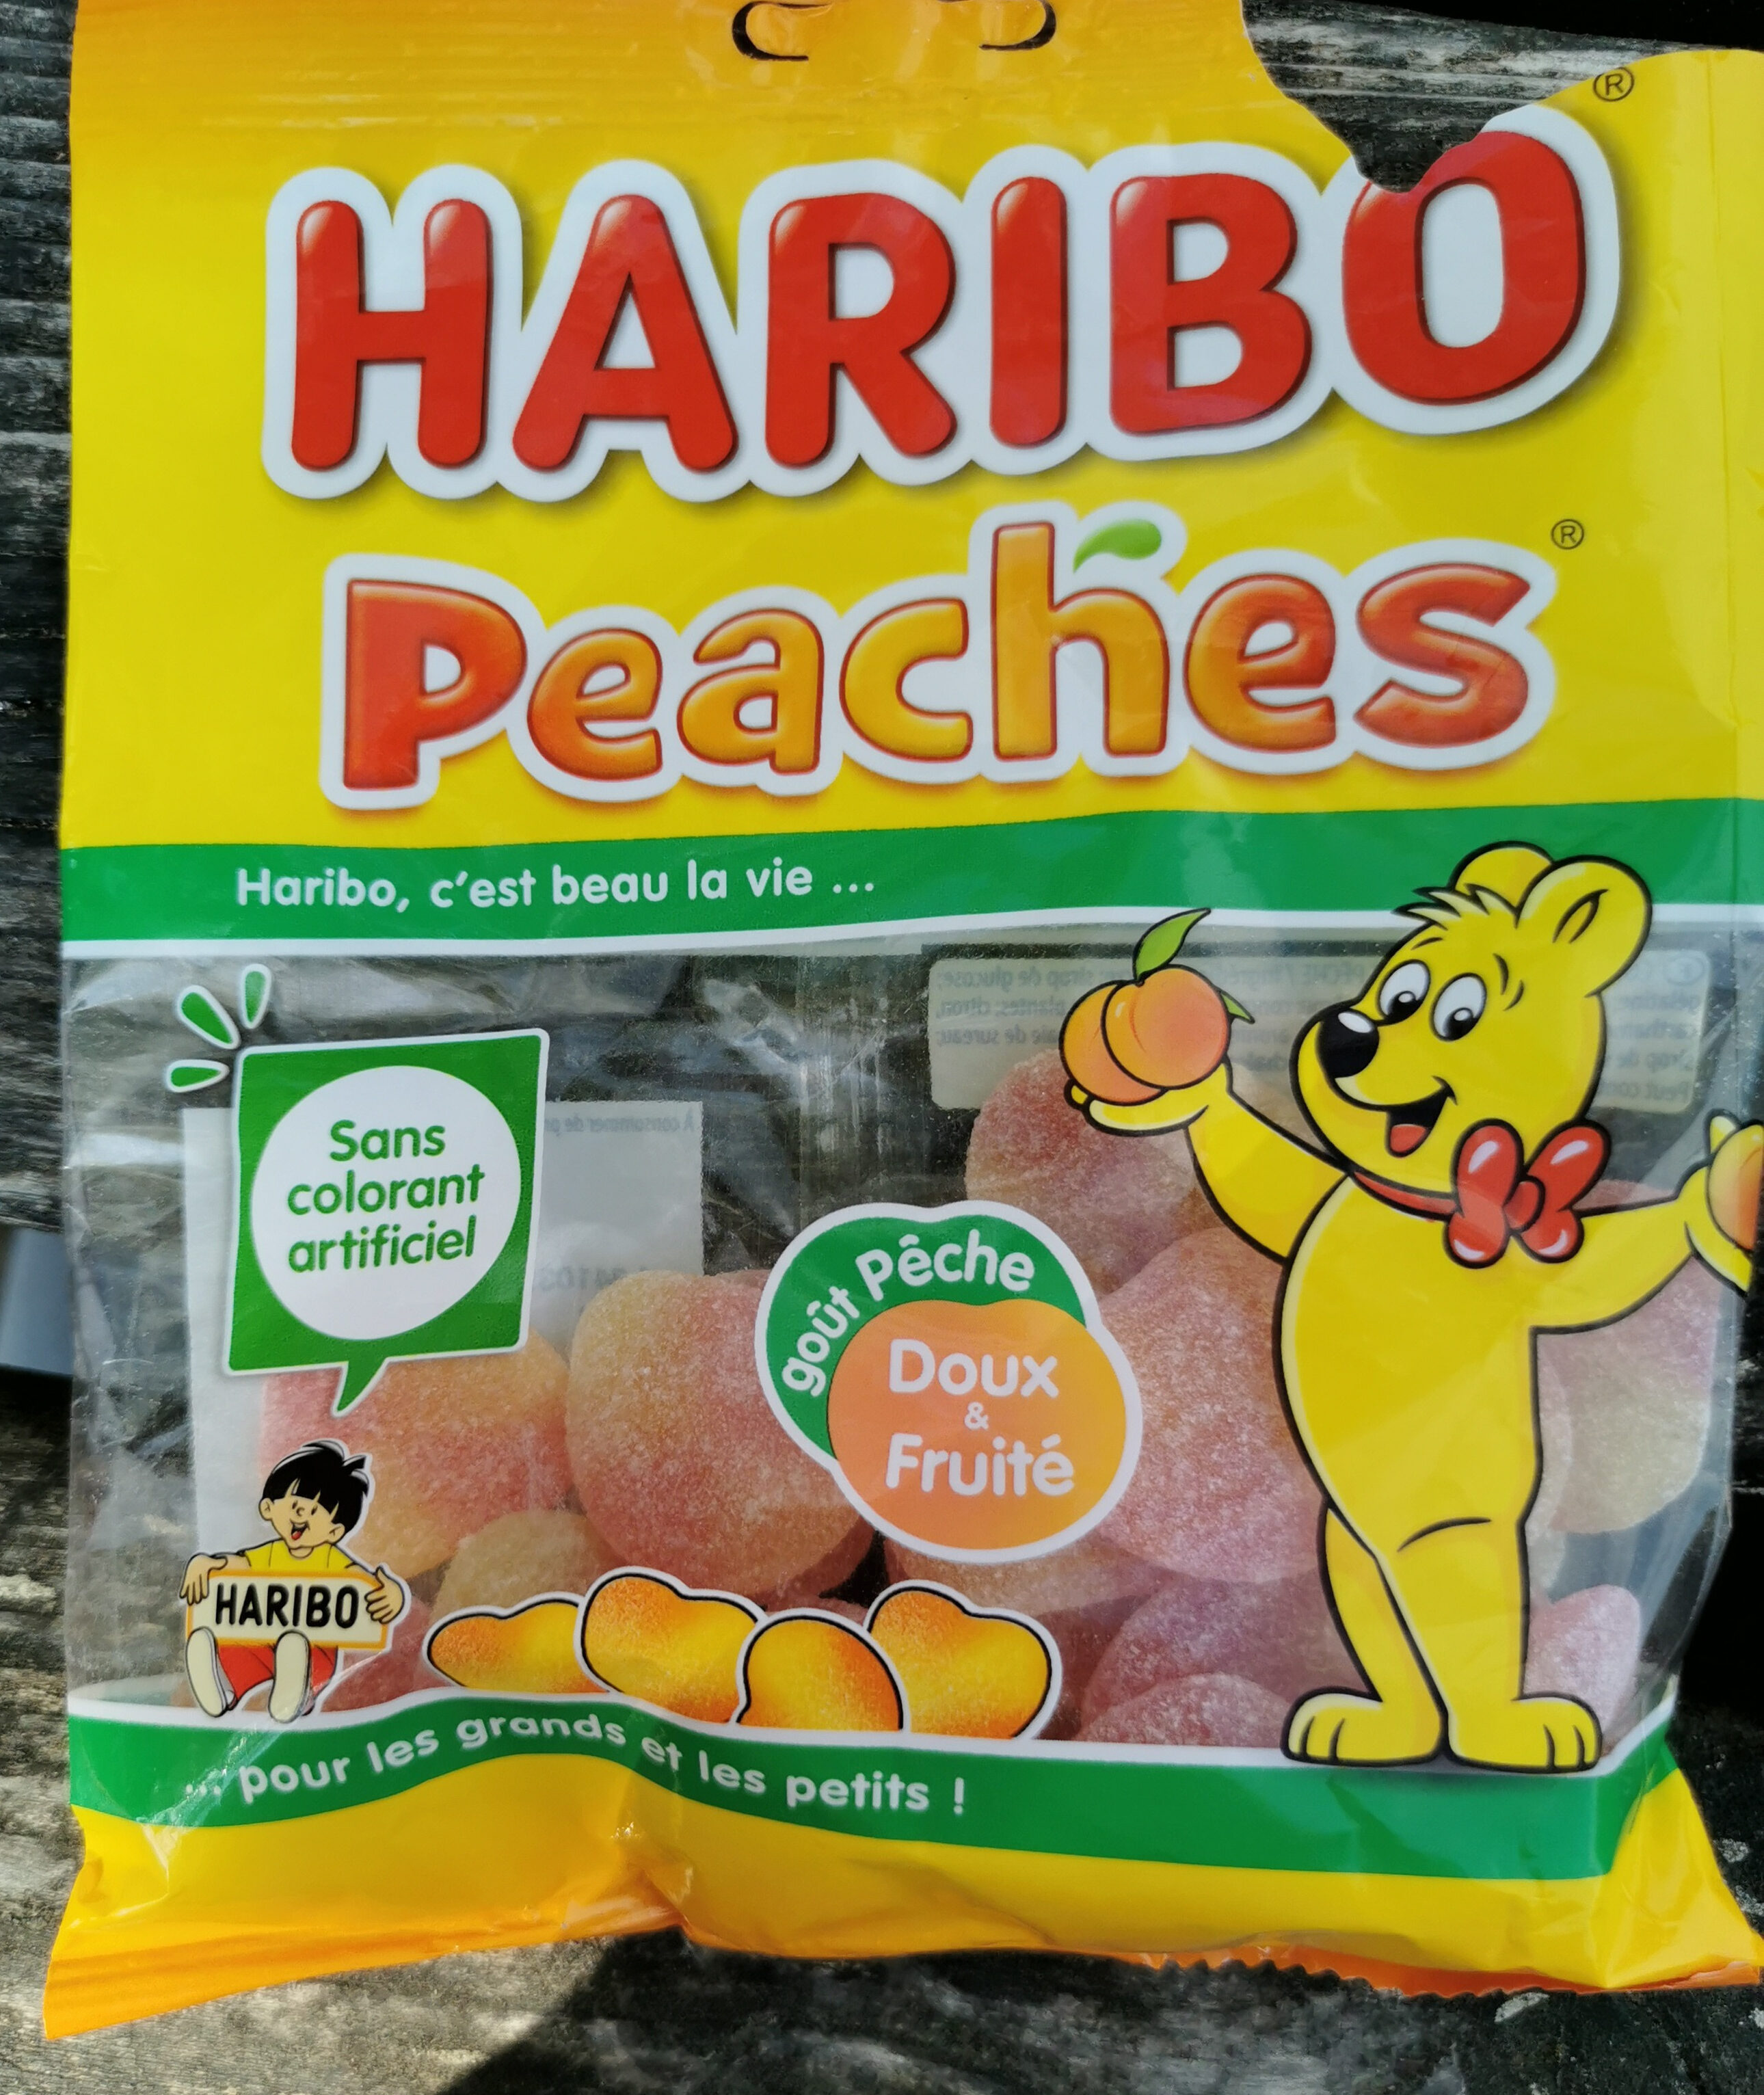 HARIBO
®
Peaches
®
Haribo, c'est beau la vie ...
Sans
colorant
artificiel
goût Pêche
Doux
&
Fruité
HARIBO
... pour les grands et les petits !